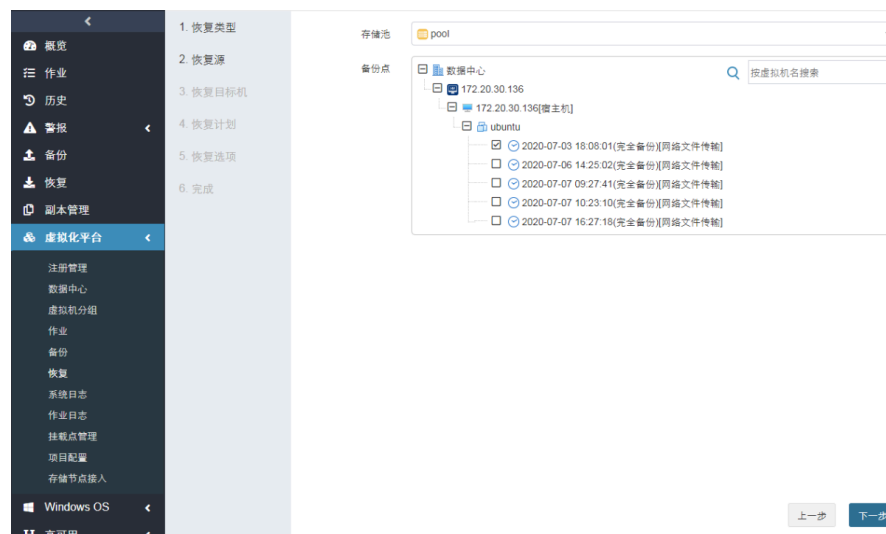 概览
作业
历史
警报
备份
恢复
副本管理
虚拟化平台
注册管理
数据中心
虚拟机分组
作业
备份
恢复
系统日志
作业日志
挂载点管理
项目配置
存储节点接入
Windows OS
高可用
1. 恢复类型
2. 恢复源
3. 恢复目标机
4. 恢复计划
5. 恢复选项
6. 完成
存储池
pool
备份点
数据中心
按虚拟机名搜索
172.20.30.136
172.20.30.136[宿主机]
ubuntu
2020-07-03 18:08:01(完全备份)[网络文件传输]
2020-07-06 14:25:02(完全备份)[网络文件传输]
2020-07-07 09:27:41(完全备份)[网络文件传输]
2020-07-07 10:23:10(完全备份)[网络文件传输]
2020-07-07 16:27:18(完全备份)[网络文件传输]
上一步
下一步